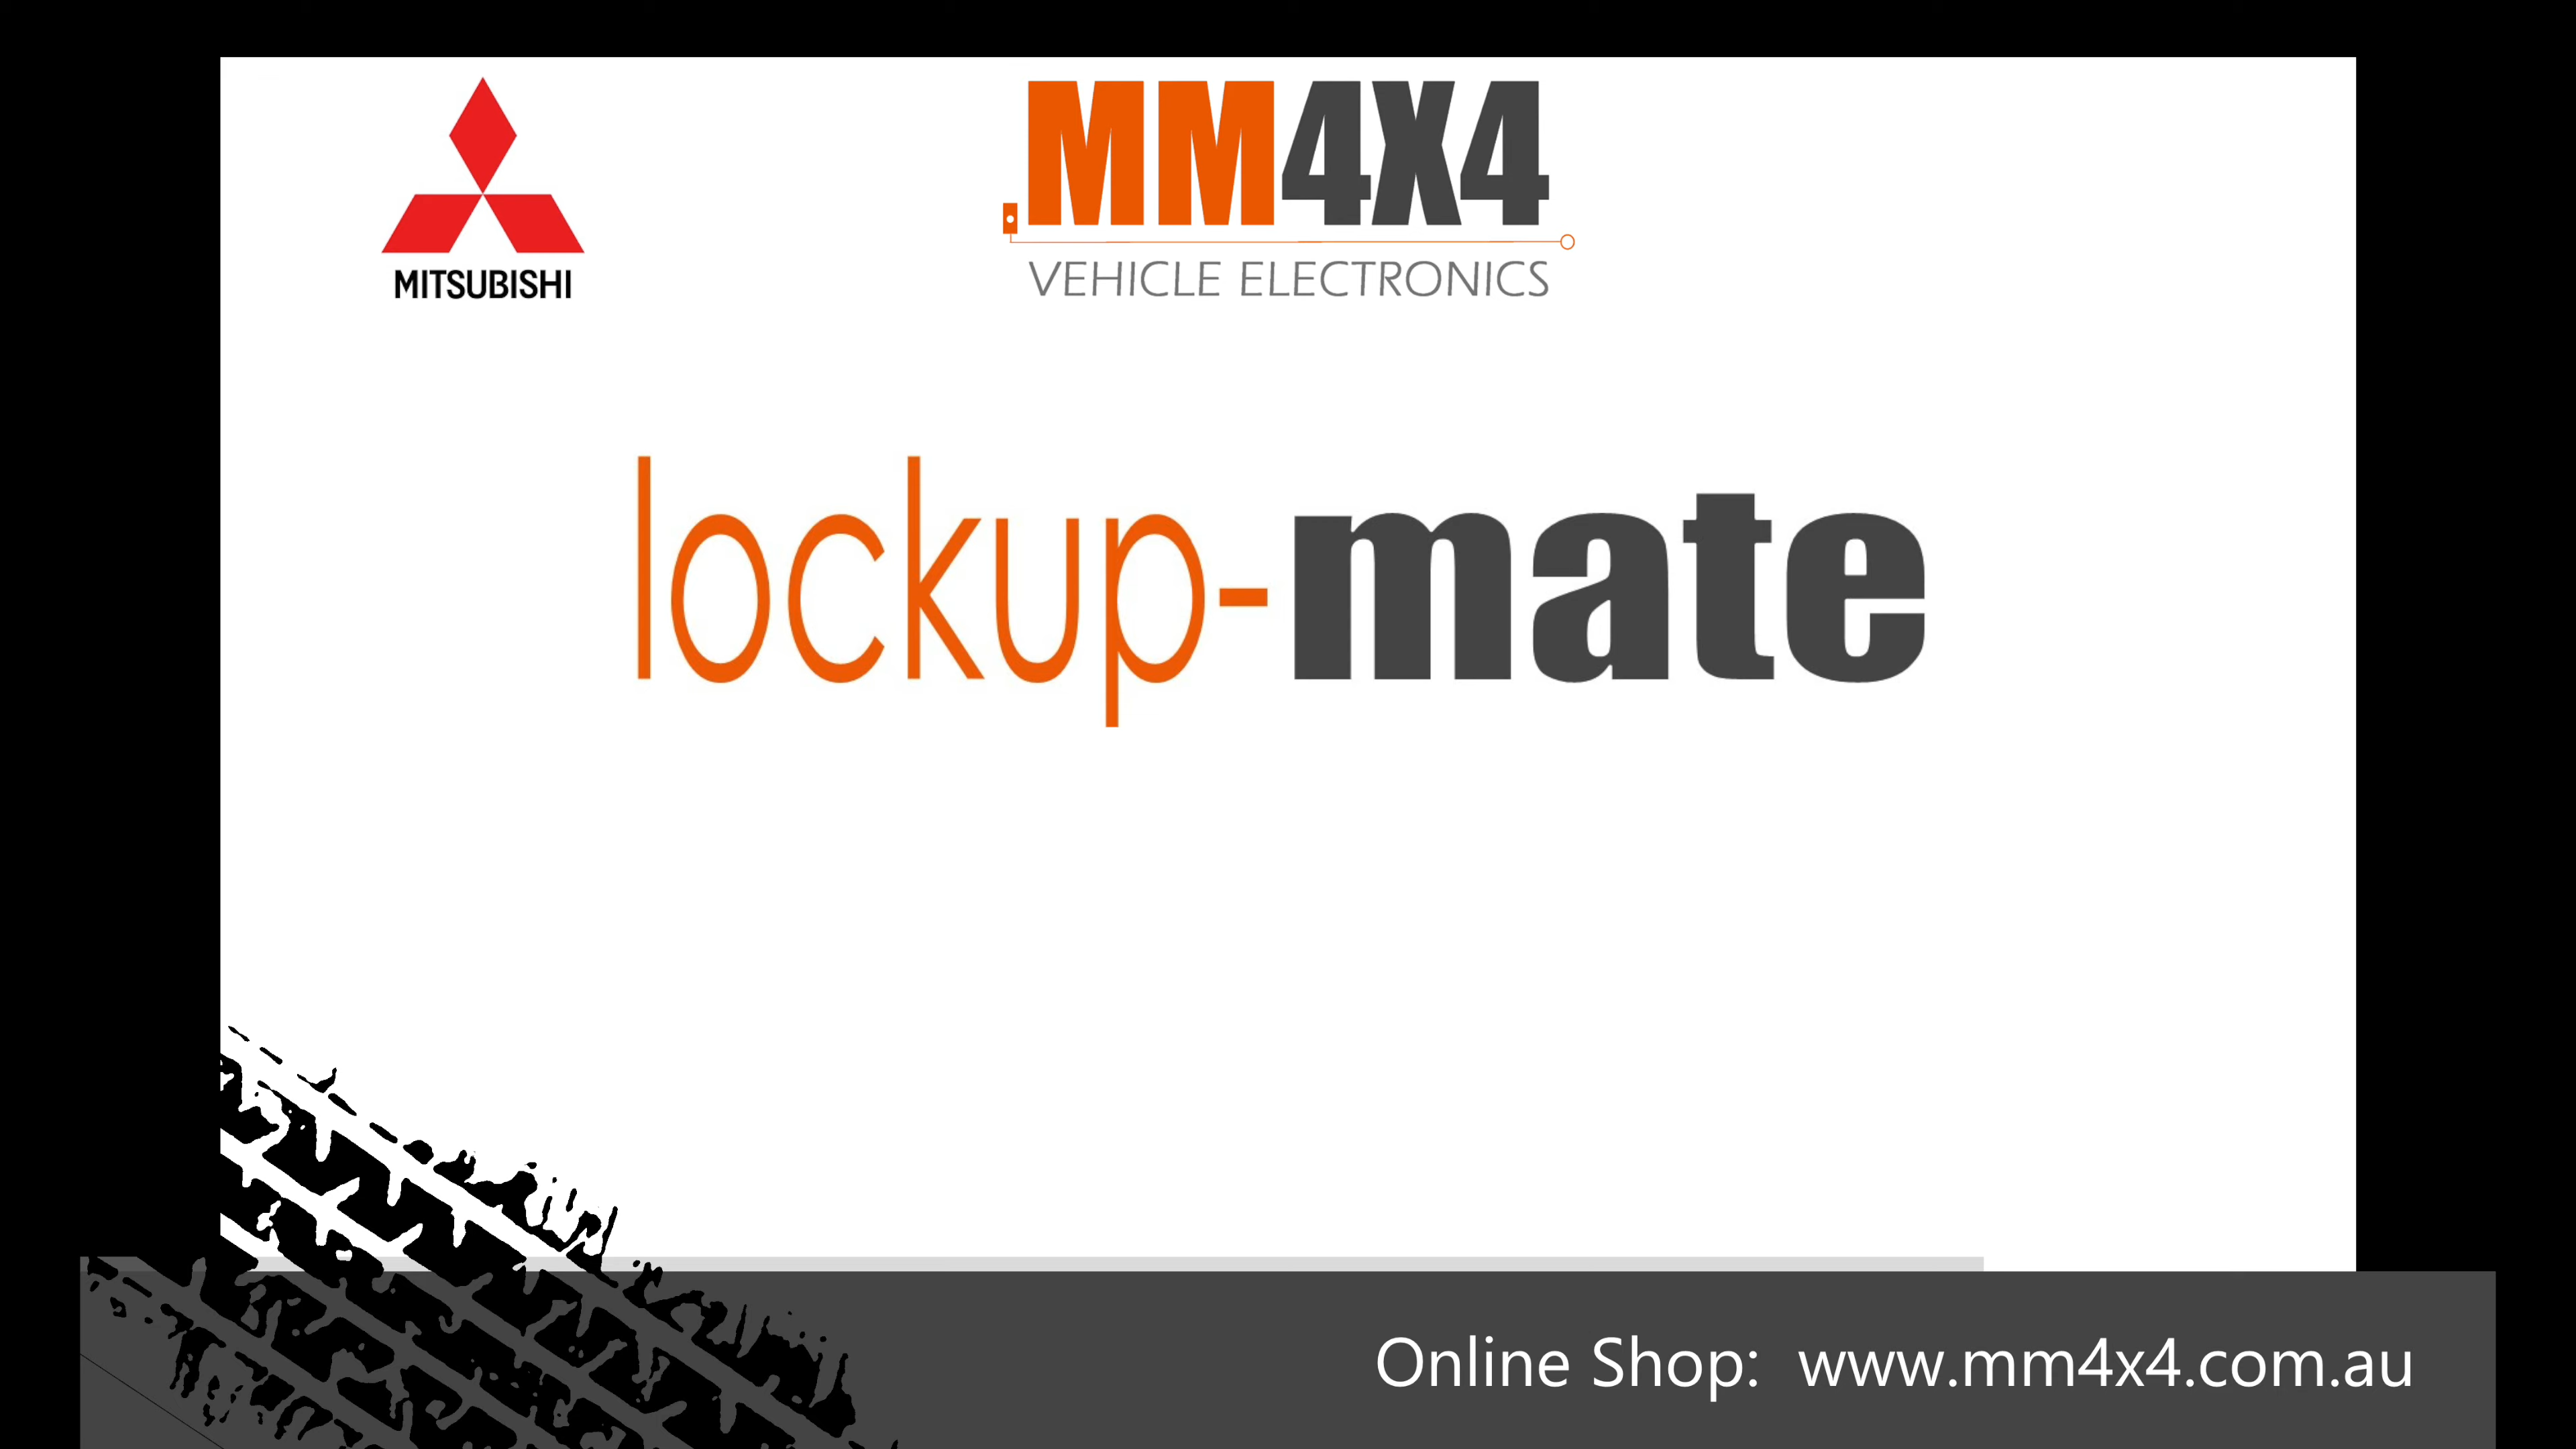 MITSUBISHI
MM4X4
VEHICLE ELECTRONICS
lockup-mate
Online Shop: www.mm4x4.com.au